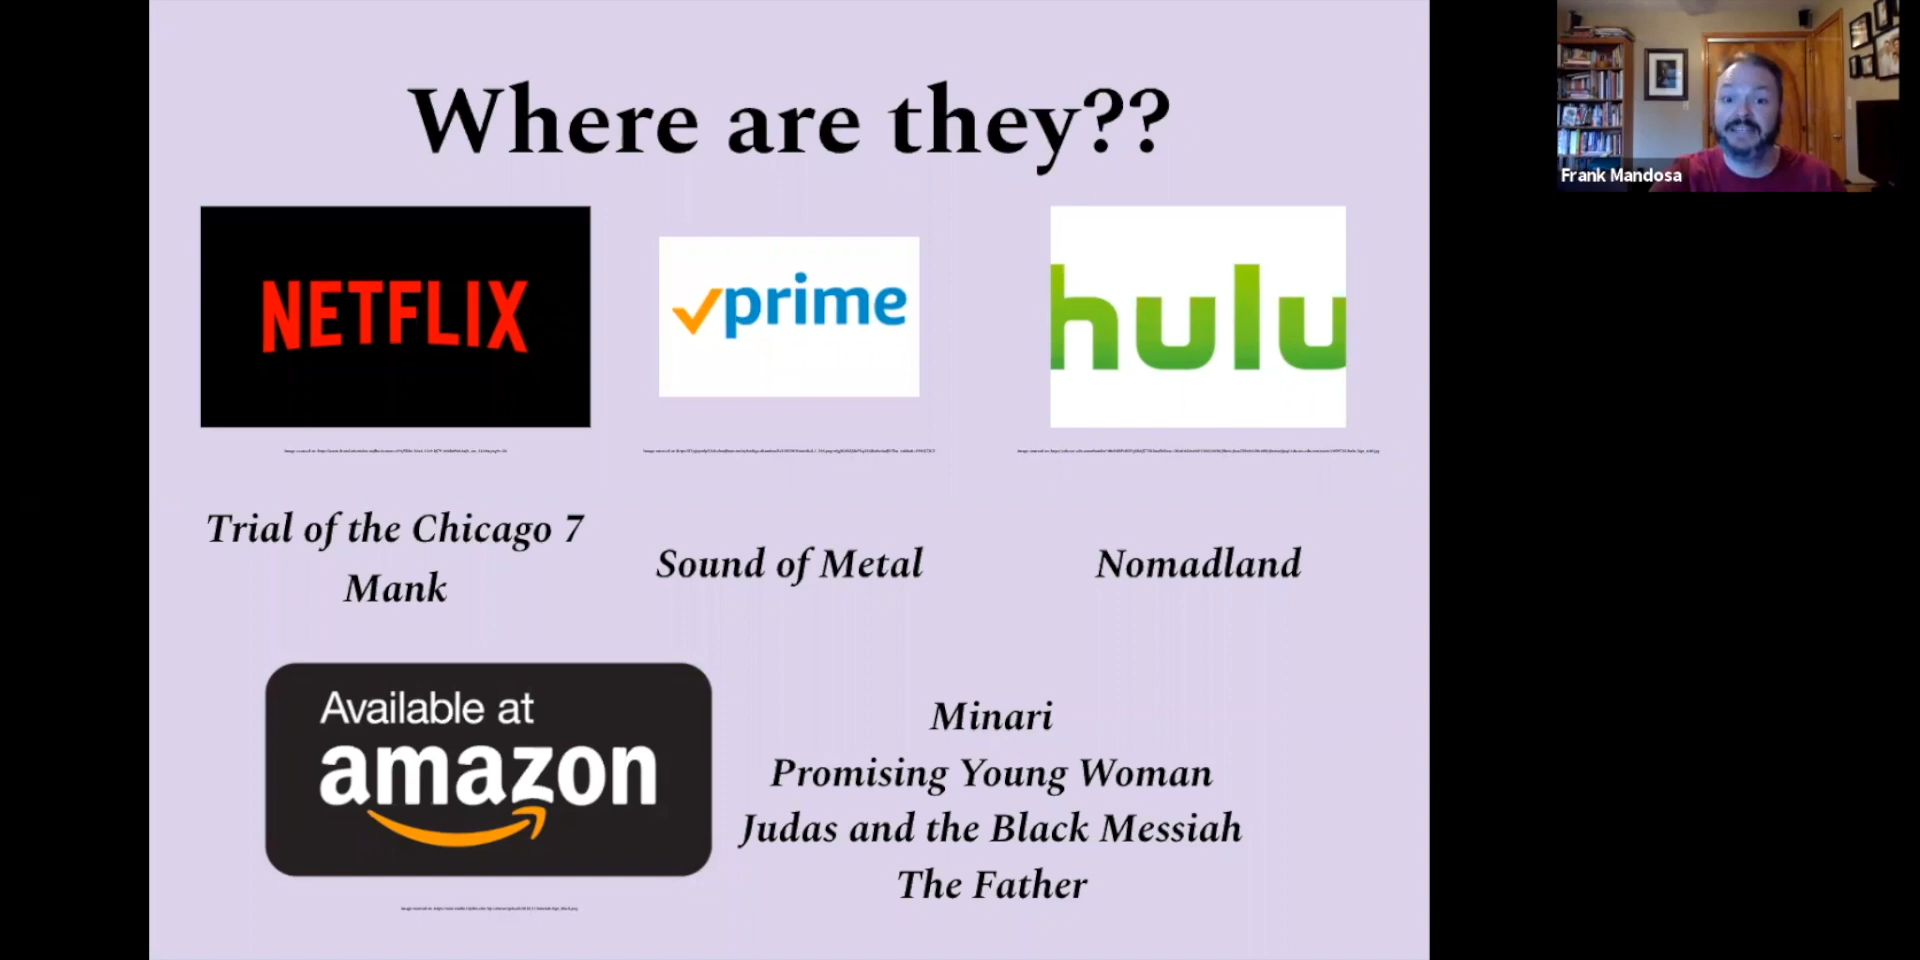 Where are they??
Frank Mandosa
NETFLIX
prime
hulu
Trial of the Chicago 7
Mank
Sound of Metal
Nomadland
Available at
amazon
Minari
Promising Young Woman
Judas and the Black Messiah
The Father